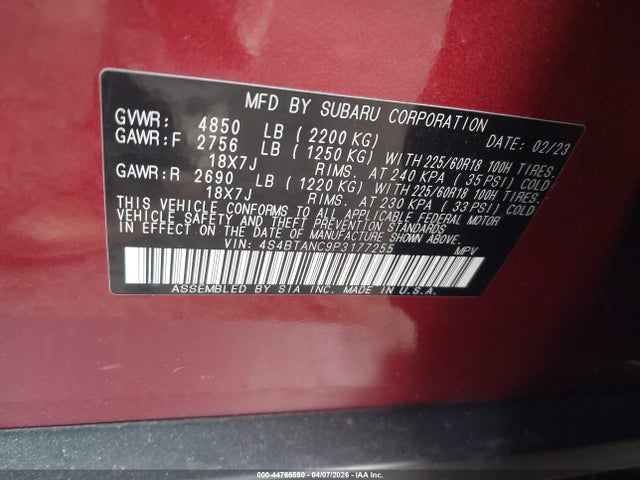 MFD BY SUBARU CORPORATION
GVWR: 4850 LB (2200 KG) DATE: 02/23
GAWR:F 2756 LB (1250 KG) WITH 225/60R18 100H TIRES.
18X7J RIMS. AT 240 KPA (35 PSI) COLD
GAWR:R 2690 LB (1220 KG) WITH 225/60R18 100H TIRES.
18X7J RIMS. AT 230 KPA (33 PSI) COLD
THIS VEHICLE CONFORMS TO ALL APPLICABLE FEDERAL MOTOR
VEHICLE SAFETY AND THEFT PREVENTION STANDARDS
IN EFFECT ON THE DATE OF MANUFACTURE SHOWN ABOVE.
VIN: 4S4BTANC9P3177255 MPV
ASSEMBLED BY SIA INC. MADE IN U.S.A.
000-44766590 | 04/07/2026 | IAA Inc.